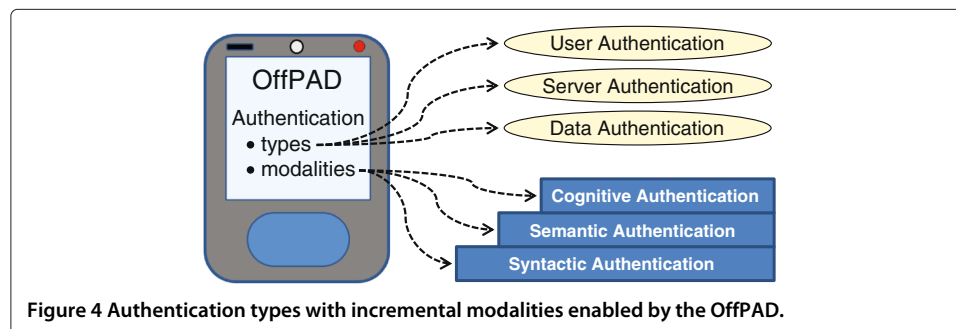 OffPAD
Authentication
• types
• modalities
User Authentication
Server Authentication
Data Authentication
Cognitive Authentication
Semantic Authentication
Syntactic Authentication
Figure 4 Authentication types with incremental modalities enabled by the OffPAD.